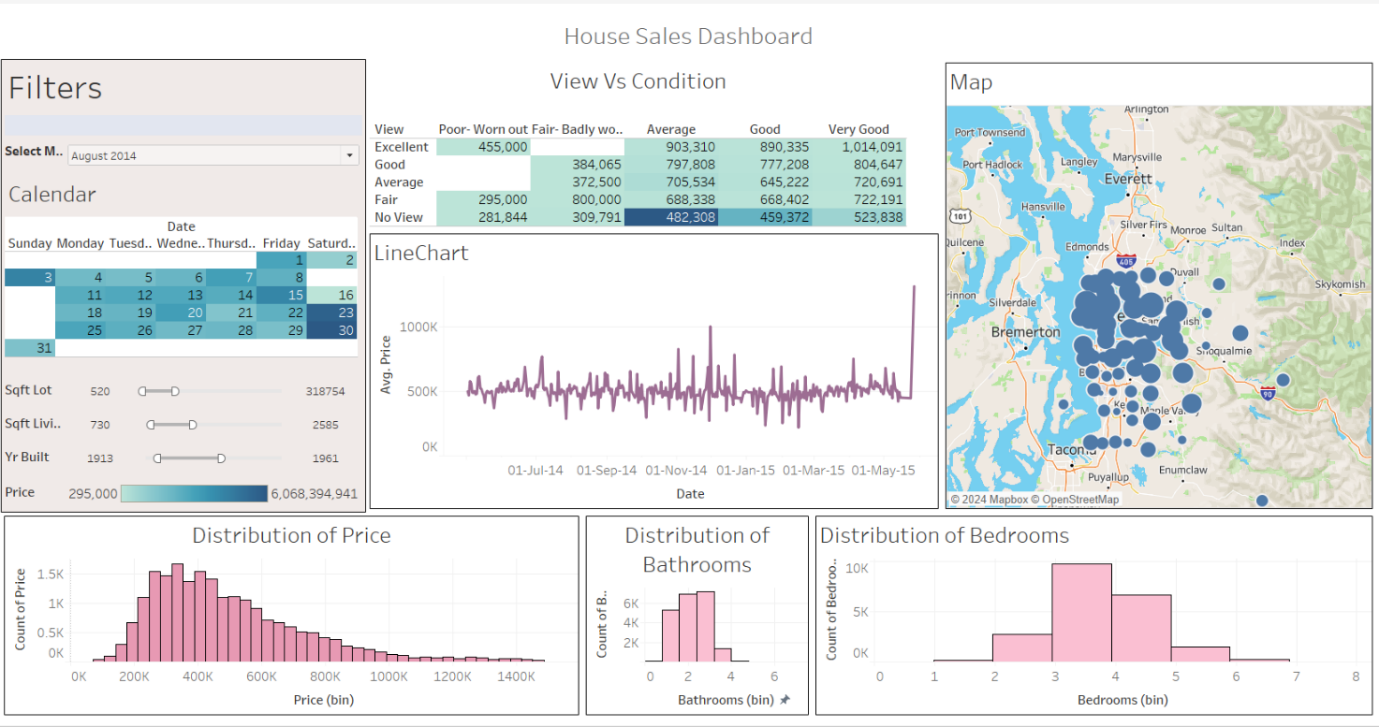 House Sales Dashboard
Filters
Select M.. August 2014
Calendar
Date
Sunday Monday Tuesd.. Wedne.. Thursd.. Friday Saturd..
1 2
3 4 5 6 7 8
11 12 13 14 15 16
18 19 20 21 22 23
25 26 27 28 29 30
31
Sqft Lot 520 318754
Sqft Livi.. 730 2585
Yr Built 1913 1961
Price 295,000 6,068,394,941
View Vs Condition
View Poor- Worn out Fair- Badly wo.. Average Good Very Good
Excellent 455,000 903,310 890,335 1,014,091
Good 384,065 797,808 777,208 804,647
Average 372,500 705,534 645,222 720,691
Fair 295,000 800,000 688,338 668,402 722,191
No View 281,844 309,791 482,308 459,372 523,838
LineChart
Avg. Price
1000K
500K
0K
01-Jul-14 01-Sep-14 01-Nov-14 01-Jan-15 01-Mar-15 01-May-15
Date
Map
Arlington
Port Townsend
Port Hadlock
Langley
Marysville
Everett
101
Hansville
Silver Firs
Monroe
Sultan
Quilcene
Edmonds
Index
405
Duvall
Skykomish
Silverdale
Bremerton
Snoqualmie
90
Maple Va
Tacoma
Enumclaw
Puyallup
© 2024 Mapbox © OpenStreetMap
Distribution of Price
Count of Price
1.5K
1K
0.5K
0K
0K 200K 400K 600K 800K 1000K 1200K 1400K
Price (bin)
Distribution of
Bathrooms
Count of B..
6K
4K
2K
0 2 4 6
Bathrooms (bin)
Distribution of Bedrooms
Count of Bedroo..
10K
5K
0K
0 1 2 3 4 5 6 7 8
Bedrooms (bin)